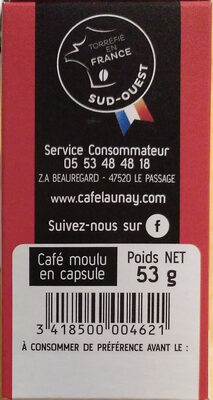 TORRÉFIÉ EN
FRANCE
SUD-OUEST
Service Consommateur
05 53 48 48 18
Z.A BEAUREGARD - 47520 LE PASSAGE
www.cafelaunay.com
Suivez-nous sur f
Café moulu
en capsule
Poids NET
53 g
3 418500 004621
À CONSOMMER DE PRÉFÉRENCE AVANT LE :